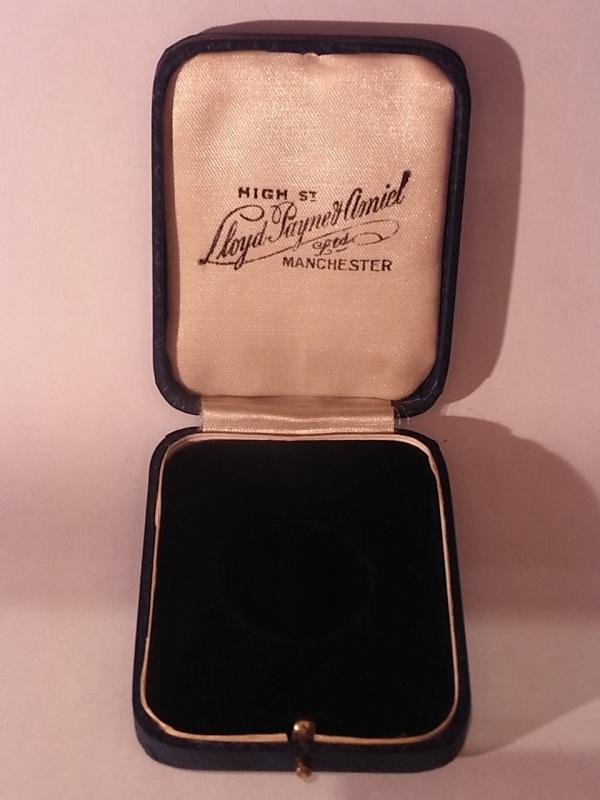 HIGH ST
Lloyd Payne & Amiel
Ltd
MANCHESTER